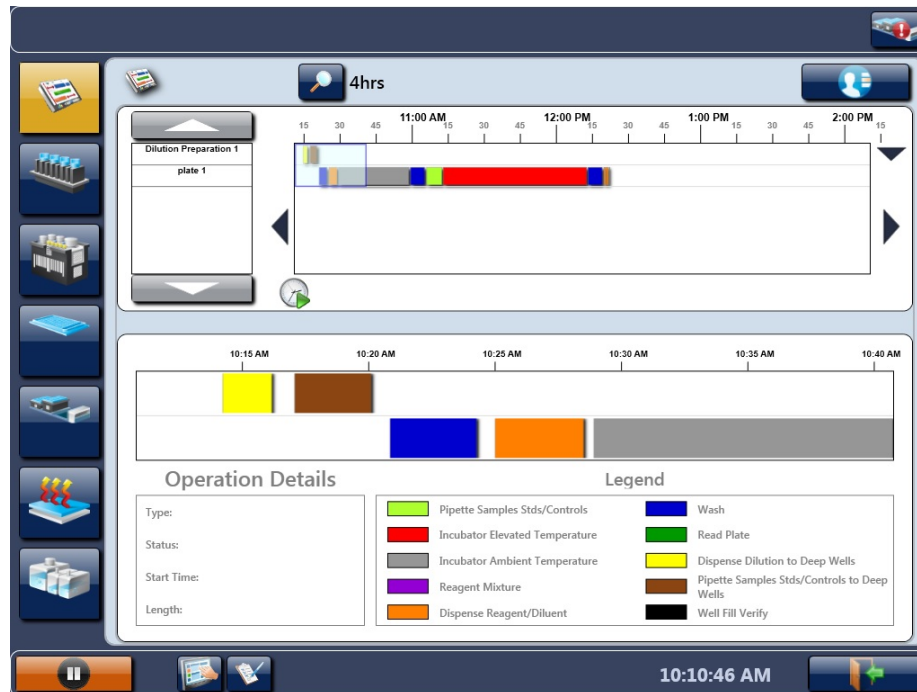 4hrs
15 30 45 11:00 AM 15 30 45 12:00 PM 15 30 45 1:00 PM 15 30 45 2:00 PM 15
Dilution Preparation 1
plate 1
10:15 AM 10:20 AM 10:25 AM 10:30 AM 10:35 AM 10:40 AM
Operation Details
Type:
Status:
Start Time:
Length:
Legend
Pipette Samples Stds/Controls
Incubator Elevated Temperature
Incubator Ambient Temperature
Reagent Mixture
Dispense Reagent/Diluent
Wash
Read Plate
Dispense Dilution to Deep Wells
Pipette Samples Stds/Controls to Deep
Wells
Well Fill Verify
10:10:46 AM